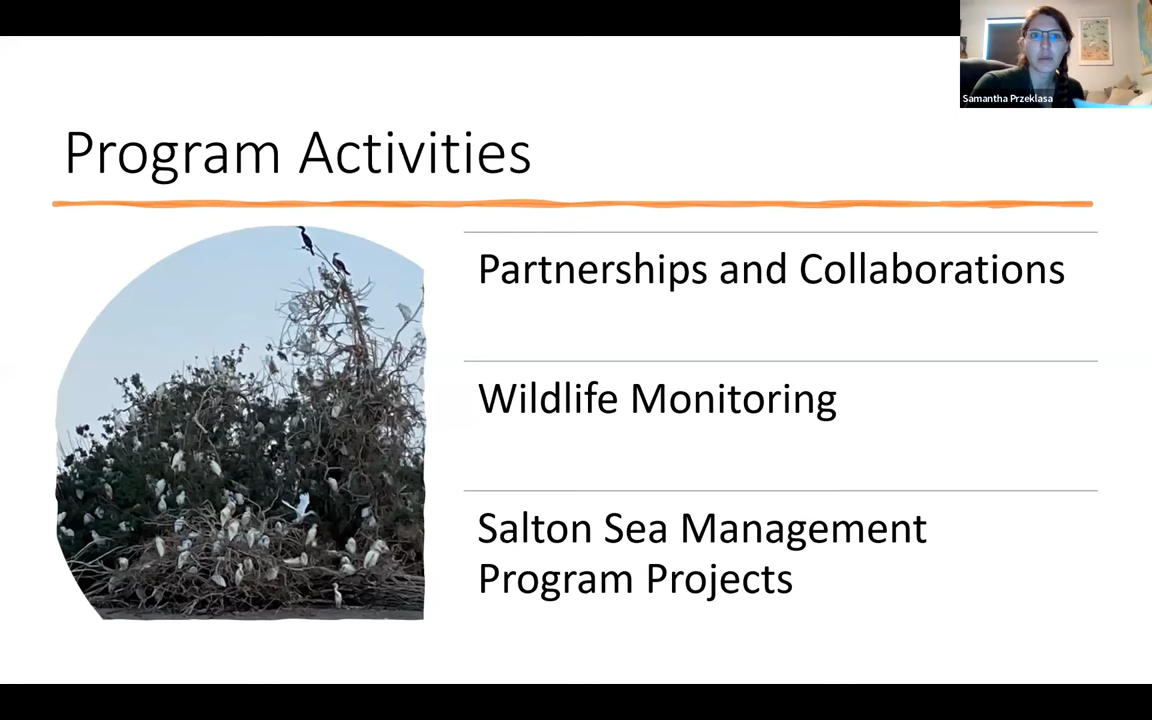 Samantha Przeklasa
Program Activities
Partnerships and Collaborations
Wildlife Monitoring
Salton Sea Management
Program Projects